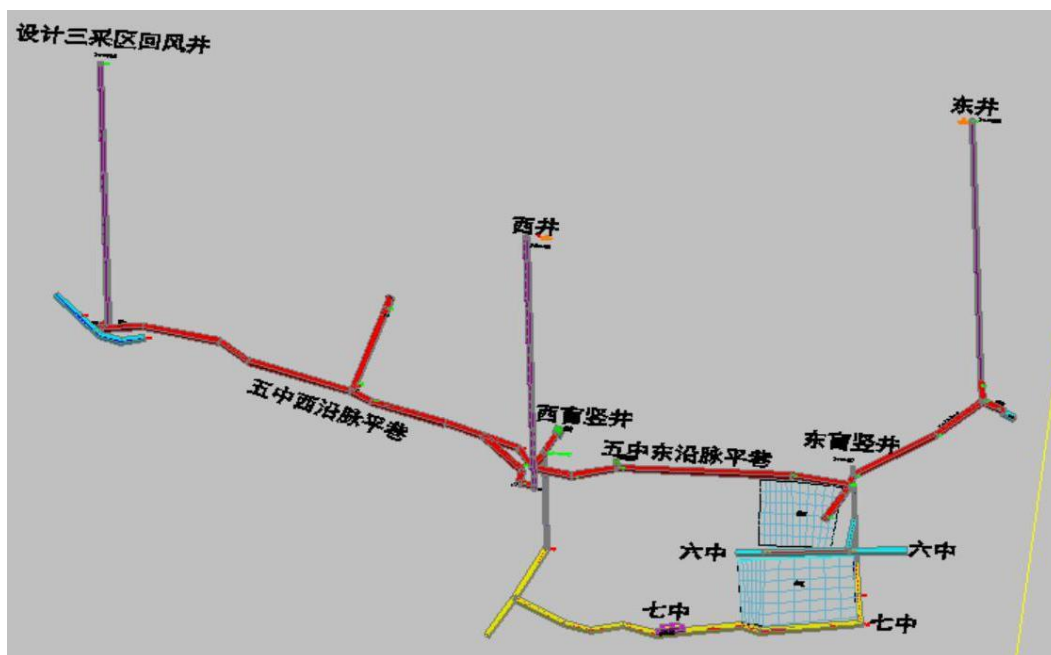 设计三采区回风井
东井
西井
西盲竖井
五中西沿脉平巷
五中东沿脉平巷
东盲竖井
六中
六中
七中
七中